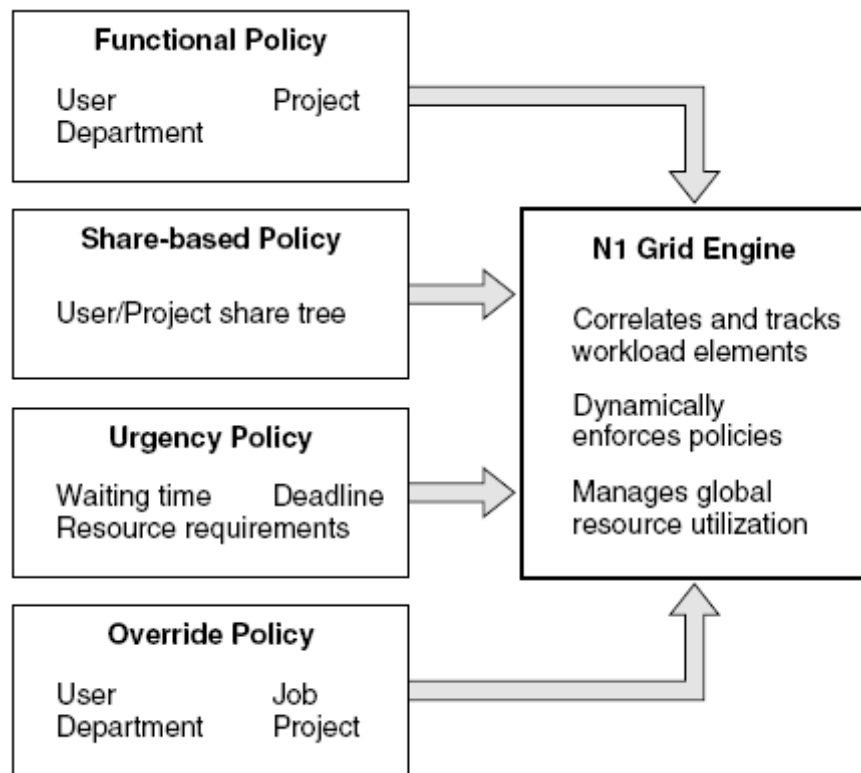 Functional Policy
User Project
Department
Share-based Policy
User/Project share tree
Urgency Policy
Waiting time Deadline
Resource requirements
Override Policy
User Job
Department Project
N1 Grid Engine
Correlates and tracks
workload elements
Dynamically
enforces policies
Manages global
resource utilization